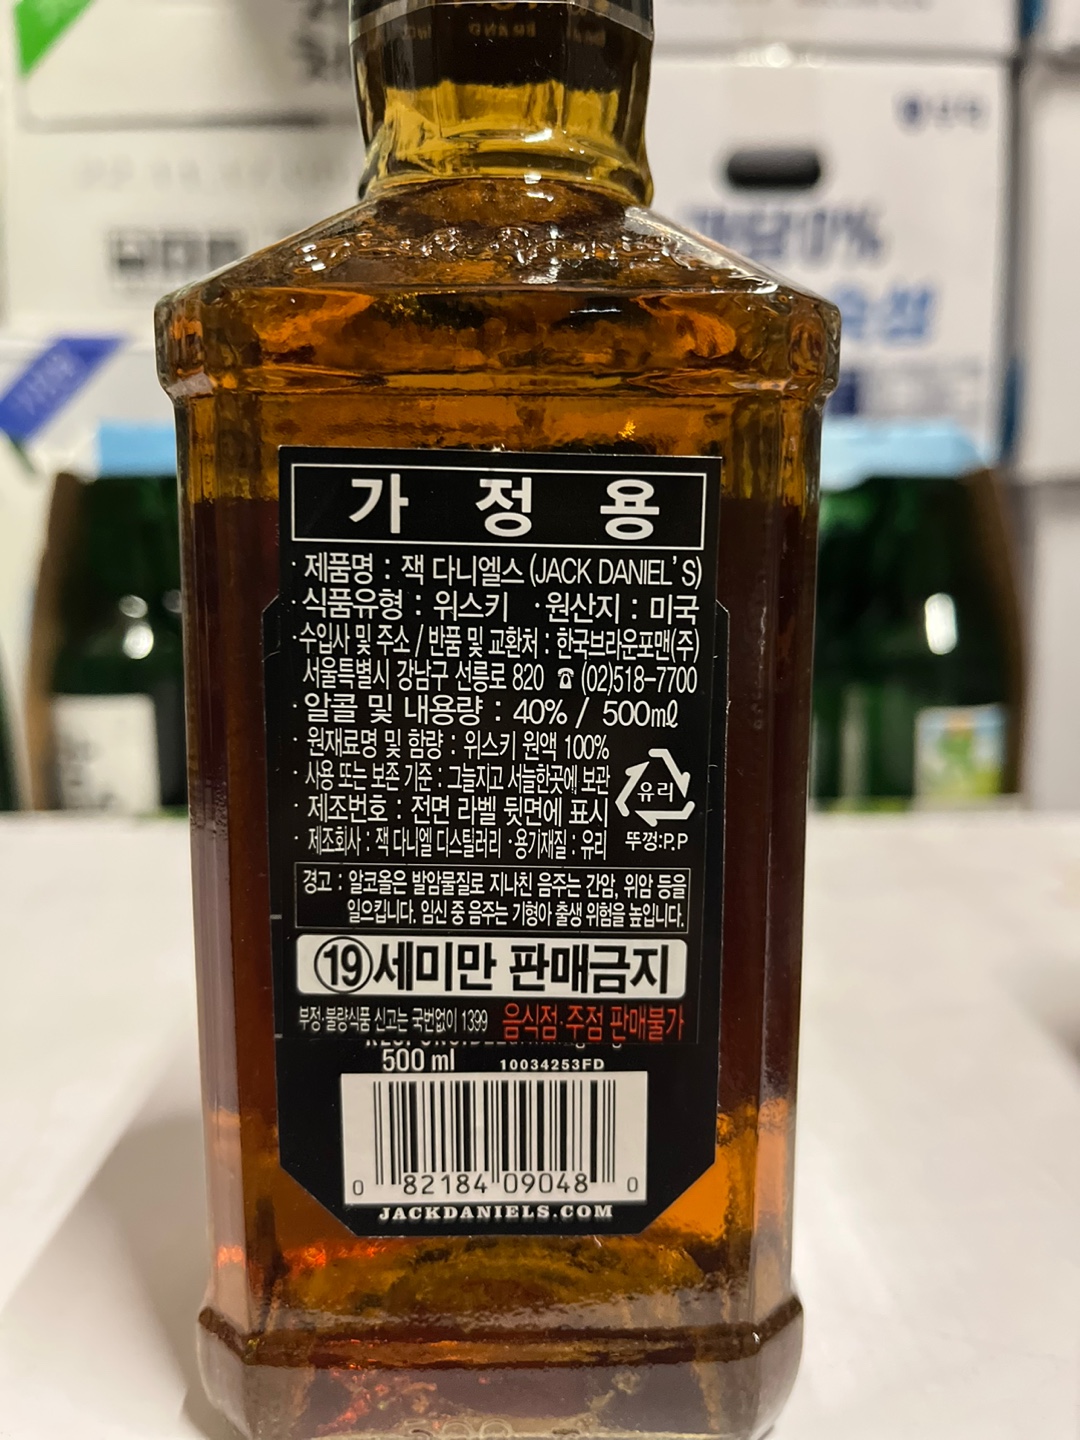 가 정 용
· 제품명 : 잭 다니엘스 (JACK DANIEL'S)
· 식품유형 : 위스키 · 원산지 : 미국
· 수입사 및 주소 / 반품 및 교환처 : 한국브라운포맨(주)
서울특별시 강남구 선릉로 820 ☎ (02)518-7700
· 알콜 및 내용량 : 40% / 500㎖
· 원재료명 및 함량 : 위스키 원액 100%
· 사용 또는 보존 기준 : 그늘지고 서늘한곳에 보관
· 제조번호 : 전면 라벨 뒷면에 표시
· 제조회사 : 잭 다니엘 디스틸러리 · 용기재질 : 유리
유리
뚜껑:P.P
경고 : 알코올은 발암물질로 지나친 음주는 간암, 위암 등을
일으킵니다. 임신 중 음주는 기형아 출생 위험을 높입니다.
⑲세미만 판매금지
부정·불량식품 신고는 국번없이 1399 음식점·주점 판매불가
500 ml 10034253FD
0 82184 09048 0
JACKDANIELS.COM